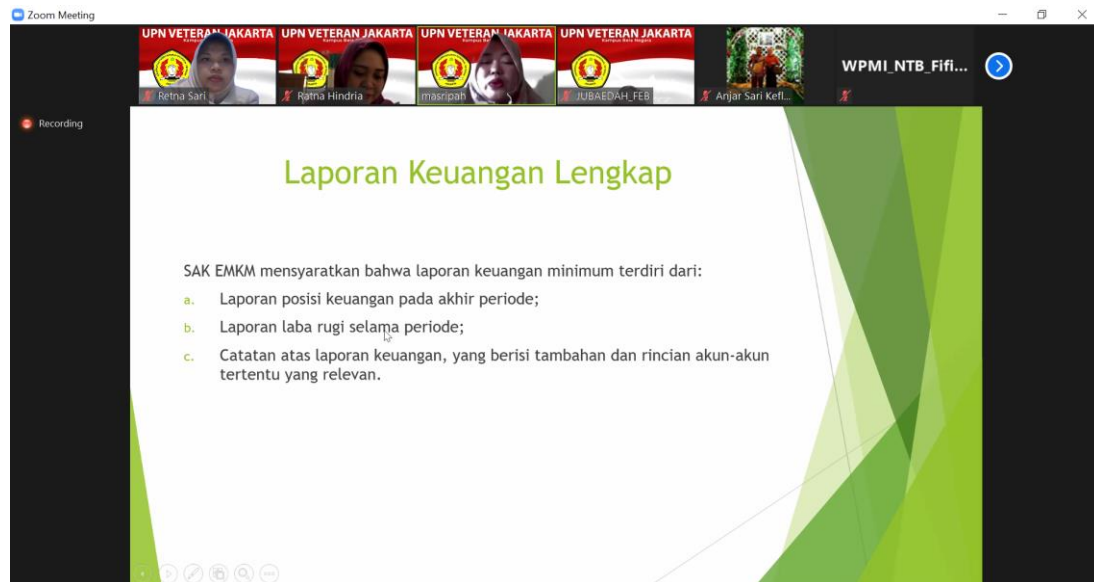 Zoom Meeting
UPN VETERAN JAKARTA UPN VETERAN JAKARTA UPN VETERAN JAKARTA UPN VETERAN JAKARTA
Kampus Bela Negara
Retna Sari
Ratna Hindria
masripah
JUBAEDAH_FEB
Anjar Sari Kefl...
WPMI_NTB_Fifi...
Recording
Laporan Keuangan Lengkap
SAK EMKM mensyaratkan bahwa laporan keuangan minimum terdiri dari:
a. Laporan posisi keuangan pada akhir periode;
b. Laporan laba rugi selama periode;
c. Catatan atas laporan keuangan, yang berisi tambahan dan rincian akun-akun
tertentu yang relevan.